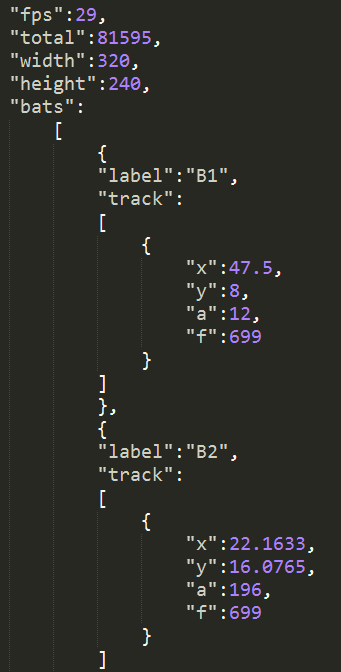 "fps":29,
"total":81595,
"width":320,
"height":240,
"bats":
[
{
"label":"B1",
"track":
[
{
"x":47.5,
"y":8,
"a":12,
"f":699
}
]
},
{
"label":"B2",
"track":
[
{
"x":22.1633,
"y":16.0765,
"a":196,
"f":699
}
]